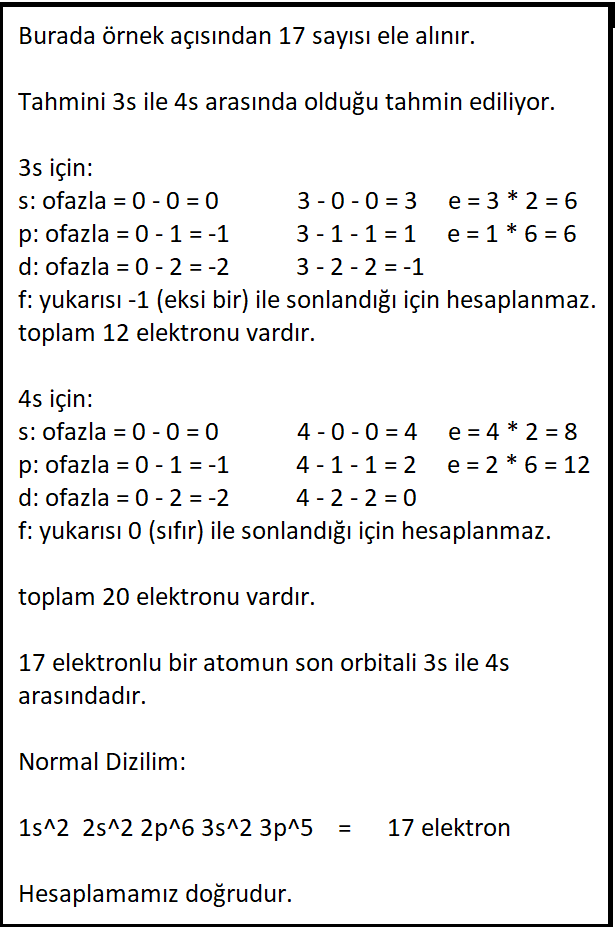 Burada örnek açısından 17 sayısı ele alınır.
Tahmini 3s ile 4s arasında olduğu tahmin ediliyor.
3s için:
s: ofazla = 0 - 0 = 0 3 - 0 - 0 = 3 e = 3 * 2 = 6
p: ofazla = 0 - 1 = -1 3 - 1 - 1 = 1 e = 1 * 6 = 6
d: ofazla = 0 - 2 = -2 3 - 2 - 2 = -1
f: yukarısı -1 (eksi bir) ile sonlandığı için hesaplanmaz.
toplam 12 elektronu vardır.
4s için:
s: ofazla = 0 - 0 = 0 4 - 0 - 0 = 4 e = 4 * 2 = 8
p: ofazla = 0 - 1 = -1 4 - 1 - 1 = 2 e = 2 * 6 = 12
d: ofazla = 0 - 2 = -2 4 - 2 - 2 = 0
f: yukarısı 0 (sıfır) ile sonlandığı için hesaplanmaz.
toplam 20 elektronu vardır.
17 elektronlu bir atomun son orbitali 3s ile 4s
arasındadır.
Normal Dizilim:
1s^2 2s^2 2p^6 3s^2 3p^5 = 17 elektron
Hesaplamamız doğrudur.